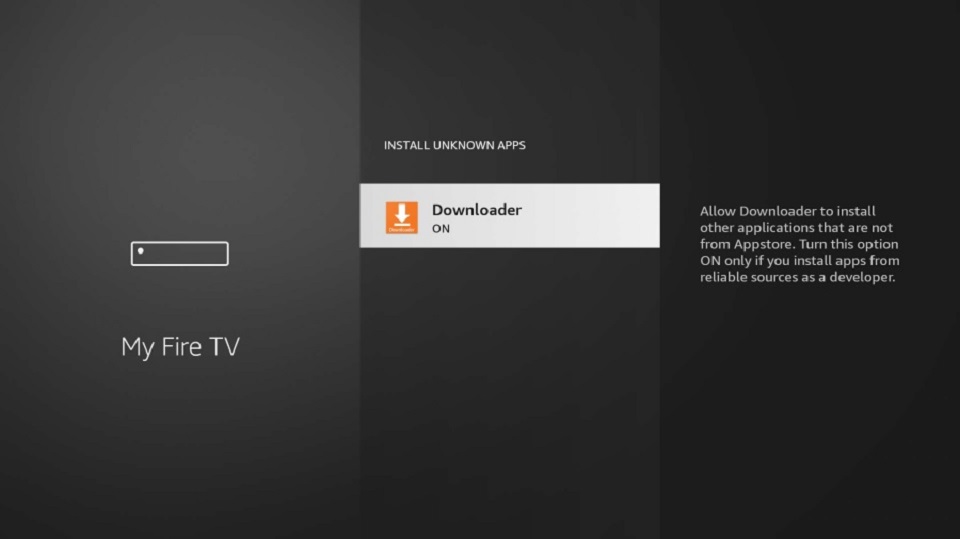 INSTALL UNKNOWN APPS
Downloader
Downloader
ON
My Fire TV
Allow Downloader to install
other applications that are not
from Appstore. Turn this option
ON only if you install apps from
reliable sources as a developer.